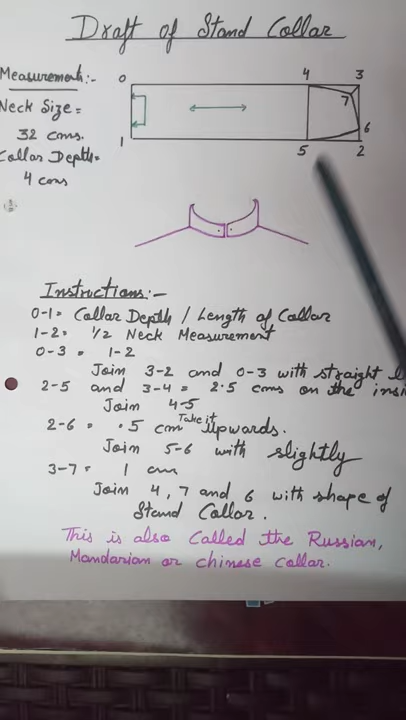 Draft of Stand Collar
Measurement:-
Neck Size=
32 cms.
Collar Depth=
4 cms
0 4 3
7
6
1 5 2
Instructions:-
0-1= Collar Depth / Length of Collar
1-2= 1/2 Neck Measurement
0-3 = 1-2
Join 3-2 and 0-3 with straight
2-5 and 3-4 = 2.5 cms on the
Join 4-5
2-6= .5 cm Take it upwards.
Join 5-6 with slightly
3-7= 1 cm
Join 4, 7 and 6 with shape of
Stand Collar.
This is also Called the Russian,
Mandarian or chinese collar.